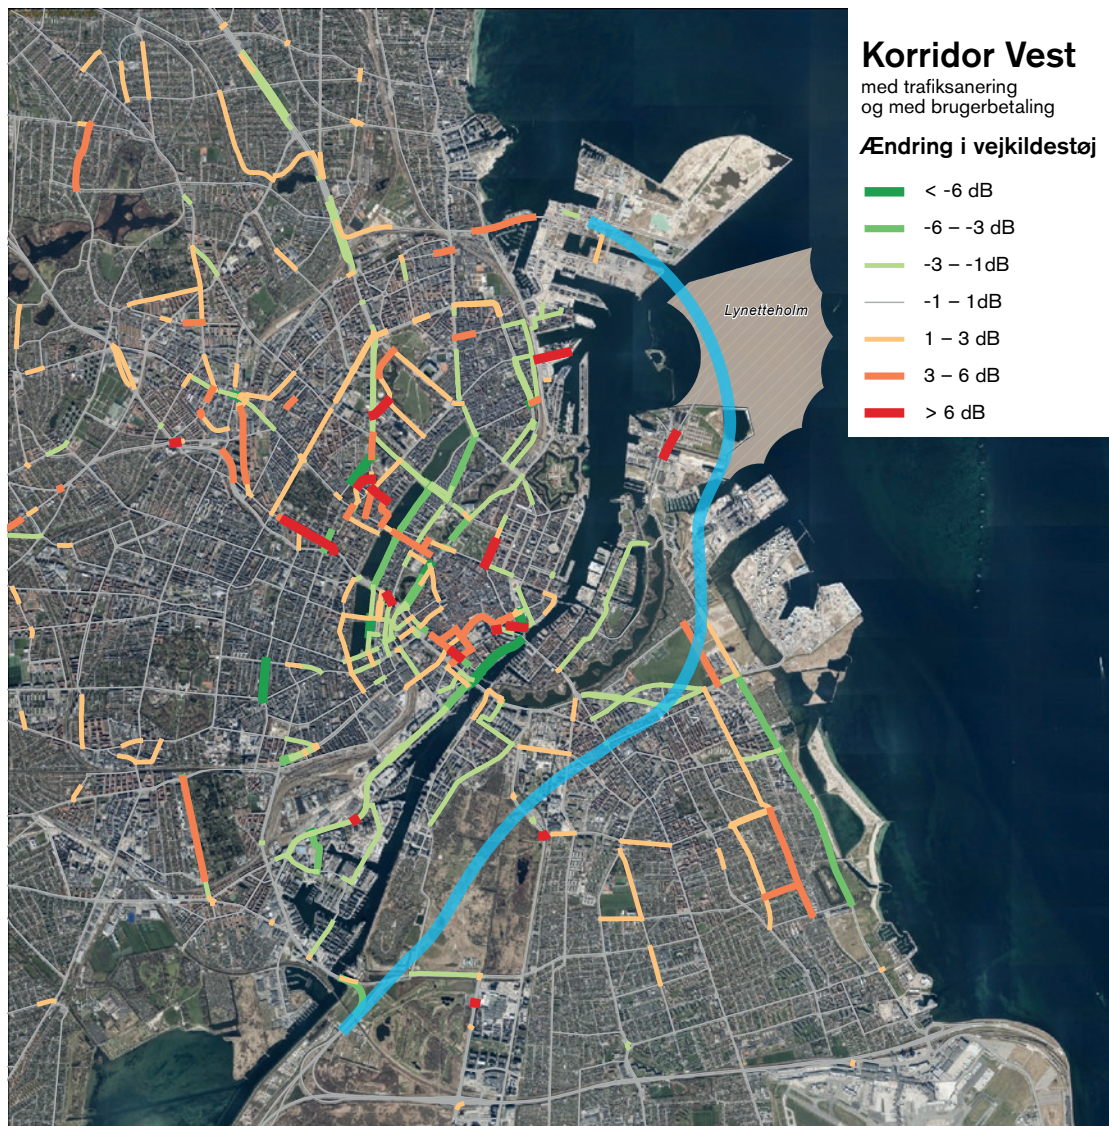 Korridor Vest
med trafiksanering
og med brugerbetaling
Ændring i vejkildestøj
< -6 dB
-6 – -3 dB
-3 – -1dB
-1 – 1dB
1 – 3 dB
3 – 6 dB
> 6 dB
Lynetteholm